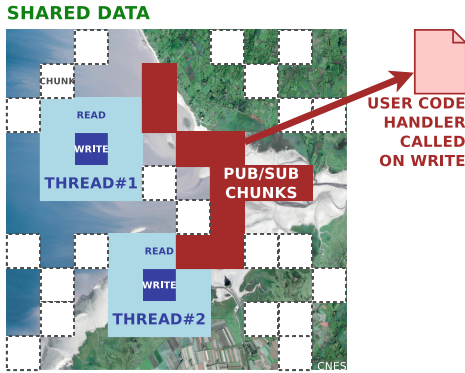 SHARED DATA
CHUNK
READ
WRITE
THREAD#1
PUB/SUB
CHUNKS
USER CODE
HANDLER
CALLED
ON WRITE
READ
WRITE
THREAD#2
CNES